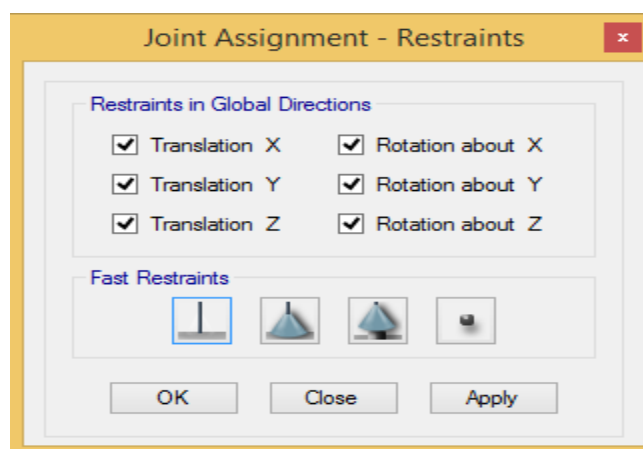 Joint Assignment - Restraints
x
Restraints in Global Directions
Translation X
Rotation about X
Translation Y
Rotation about Y
Translation Z
Rotation about Z
Fast Restraints
OK
Close
Apply